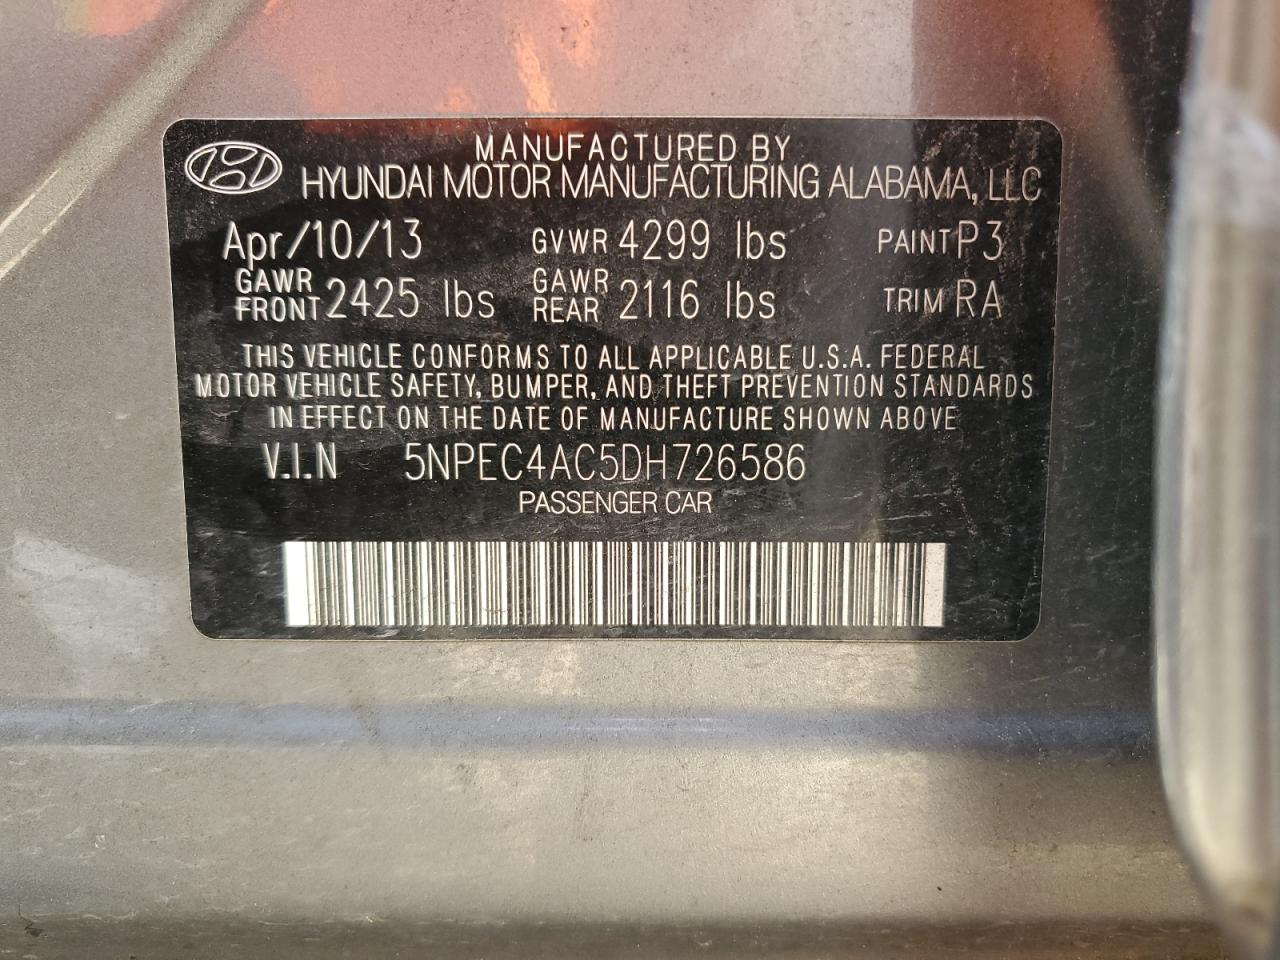 MANUFACTURED BY
HYUNDAI MOTOR MANUFACTURING ALABAMA, LLC
Apr/10/13 GVWR 4299 lbs PAINT P3
GAWR FRONT 2425 lbs GAWR REAR 2116 lbs TRIM RA
THIS VEHICLE CONFORMS TO ALL APPLICABLE U.S.A. FEDERAL
MOTOR VEHICLE SAFETY, BUMPER, AND THEFT PREVENTION STANDARDS
IN EFFECT ON THE DATE OF MANUFACTURE SHOWN ABOVE
V.I.N 5NPEC4AC5DH726586
PASSENGER CAR